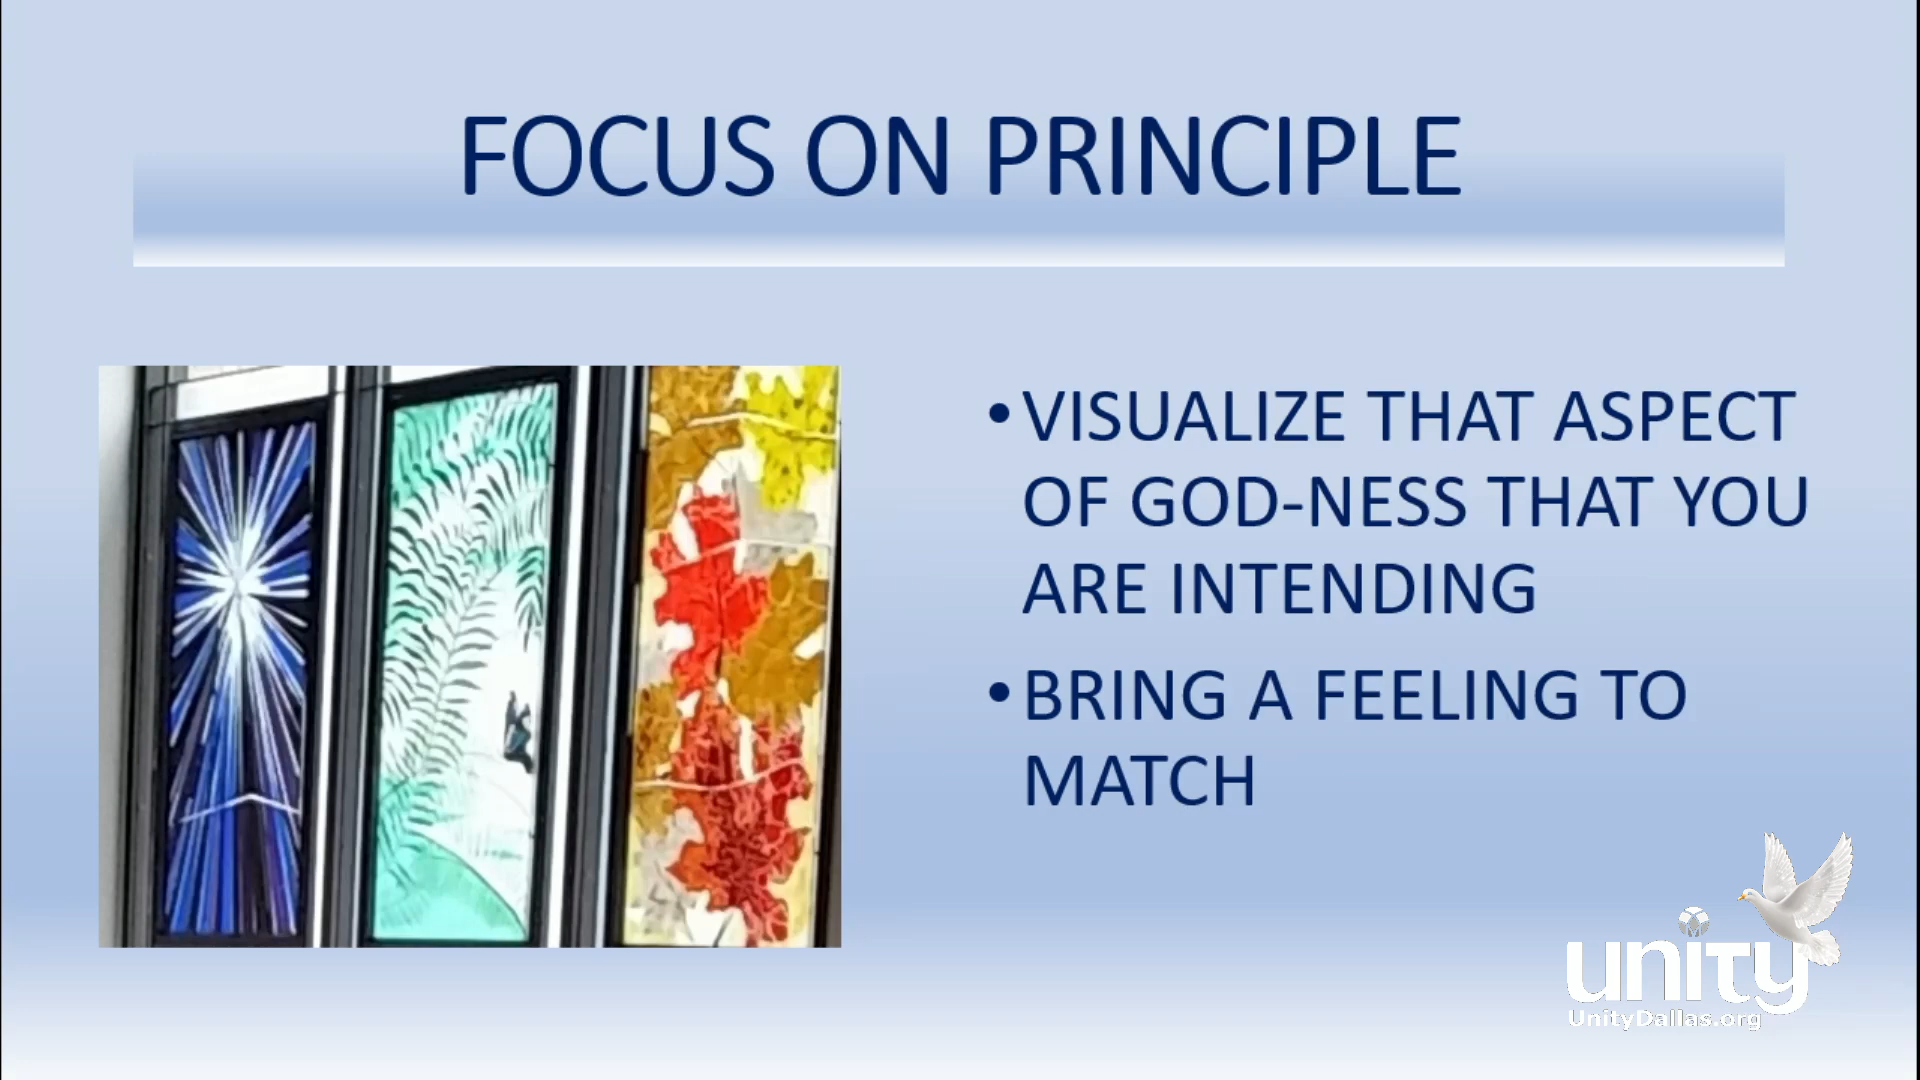 FOCUS ON PRINCIPLE
• VISUALIZE THAT ASPECT
OF GOD-NESS THAT YOU
ARE INTENDING
• BRING A FEELING TO
MATCH
unity
UnityDallas.org